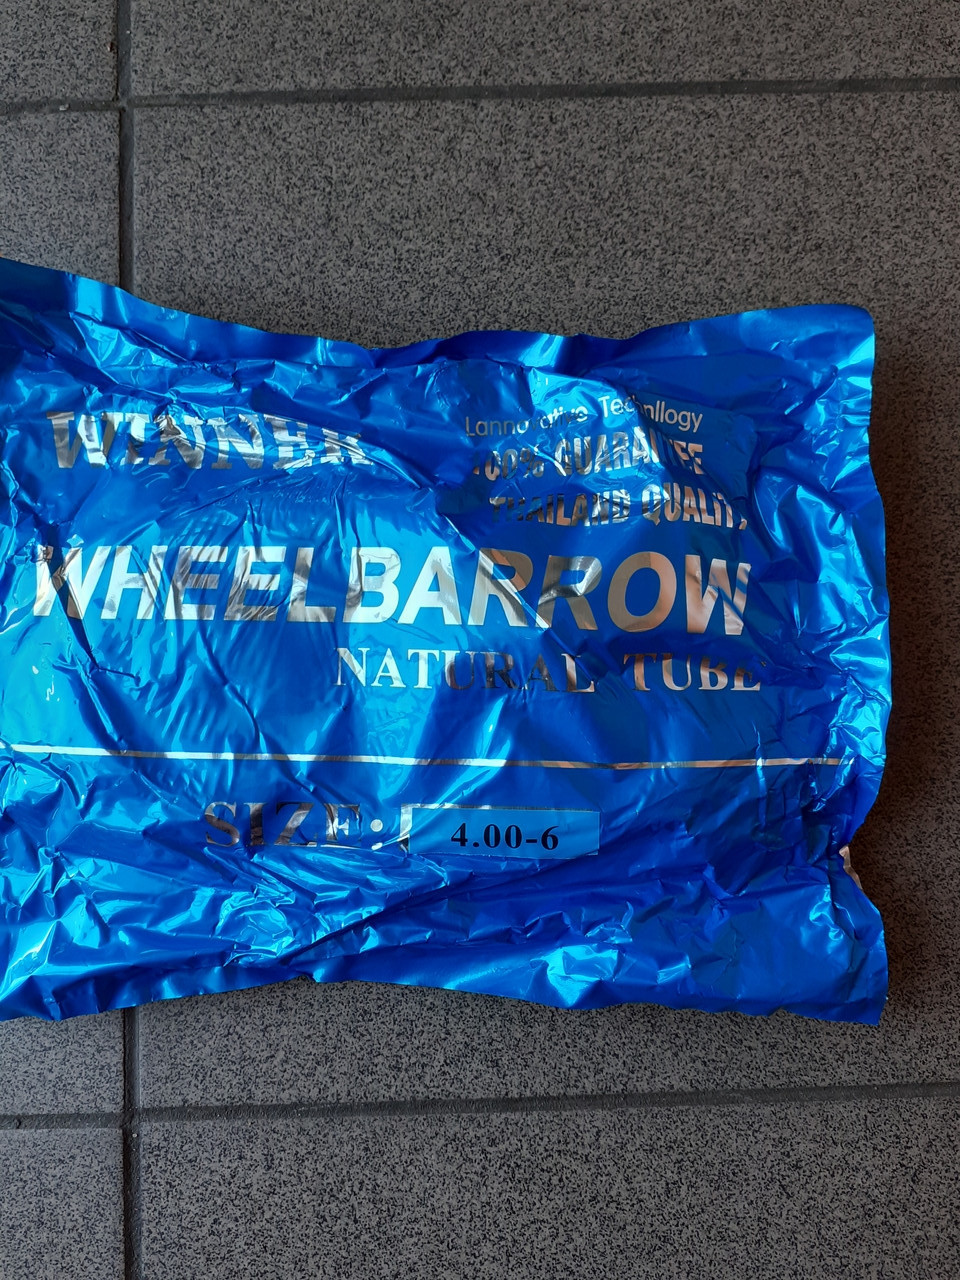 WINNER
Lannovative Technllogy
100% GUARANTEE
THAILAND QUALITY
WHEELBARROW
NATURAL TUBE
SIZE: 4.00-6